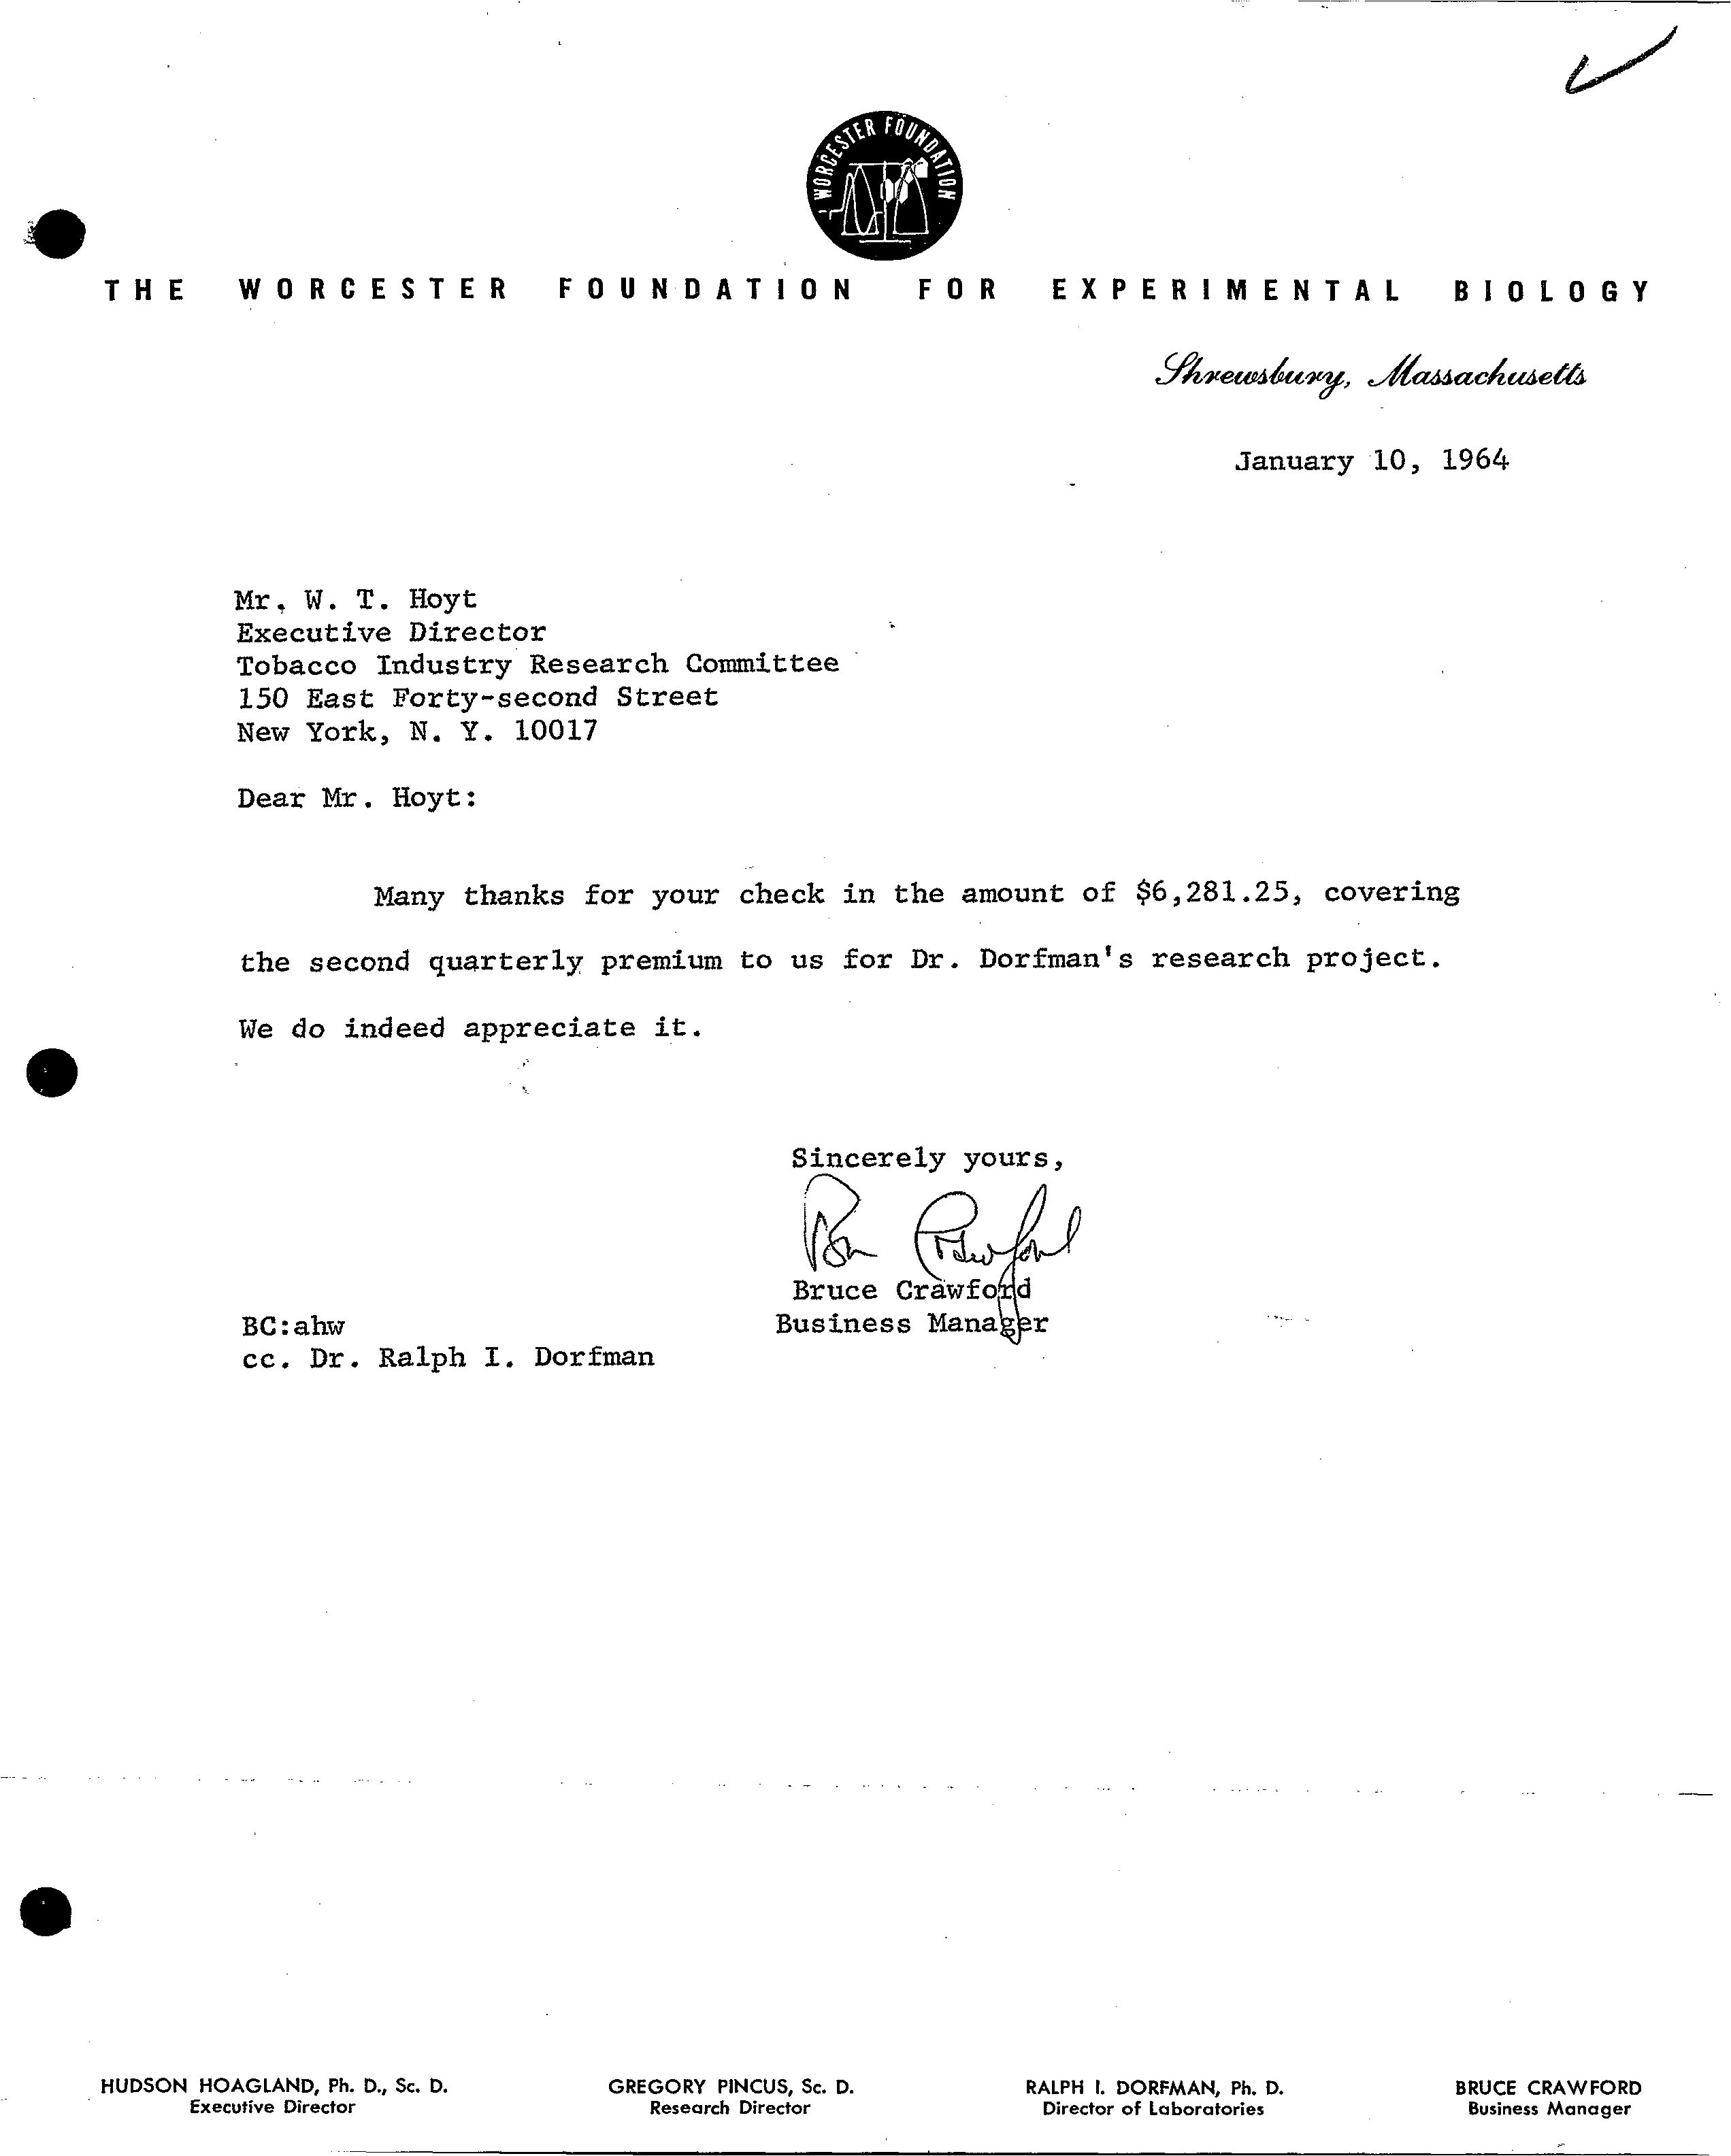 WORCESTER FOUNDATION
THE WORCESTER FOUNDATION FOR EXPERIMENTAL BIOLOGY
Shrewsbury, Massachusetts
January 10, 1964
Mr. W. T. Hoyt
Executive Director
Tobacco Industry Research Committee
150 East Forty-second Street
New York, N. Y. 10017
Dear Mr. Hoyt:
Many thanks for your check in the amount of $6,281.25, covering
the second quarterly premium to us for Dr. Dorfman's research project.
We do indeed appreciate it.
Sincerely yours,
Bruce Crawford
Business Manager
BC:ahw
cc. Dr. Ralph I. Dorfman
HUDSON HOAGLAND, Ph. D., Sc. D.
Executive Director
GREGORY PINCUS, Sc. D.
Research Director
RALPH I. DORFMAN, Ph. D.
Director of Laboratories
BRUCE CRAWFORD
Business Manager